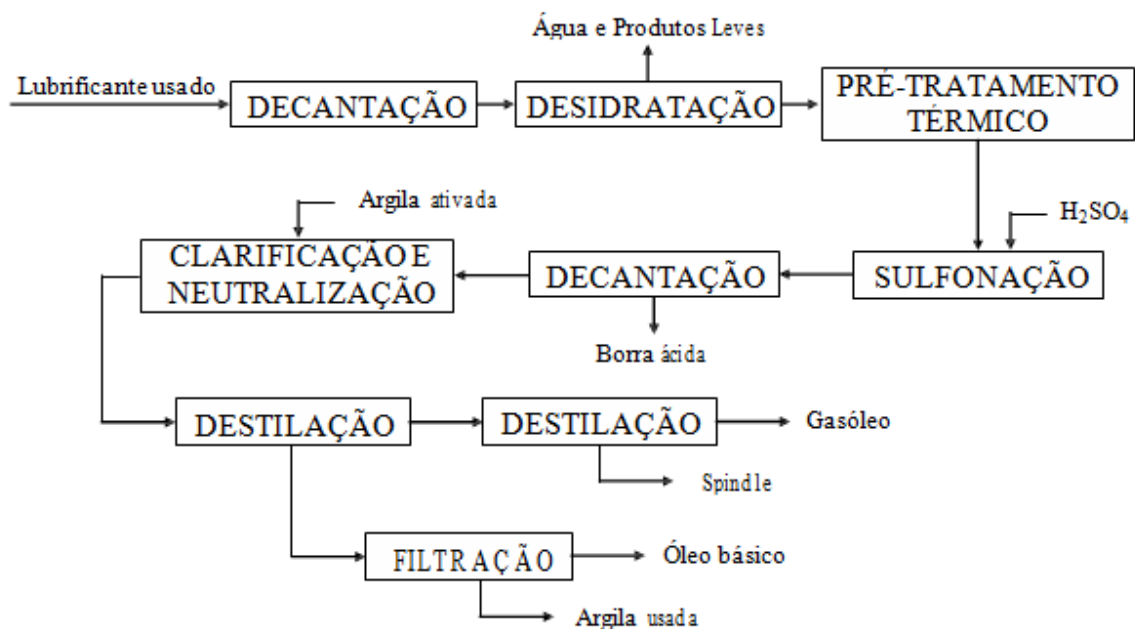 Água e Produtos Leves
Lubrificante usado
DECANTAÇÃO
DESIDRATAÇÃO
PRÉ-TRATAMENTO
TÉRMICO
Argila ativada
H₂SO₄
CLARIFICAÇÃO E
NEUTRALIZAÇÃO
DECANTAÇÃO
SULFONAÇÃO
Borra ácida
DESTILAÇÃO
DESTILAÇÃO
Gasóleo
Spindle
FILTRAÇÃO
Óleo básico
Argila usada